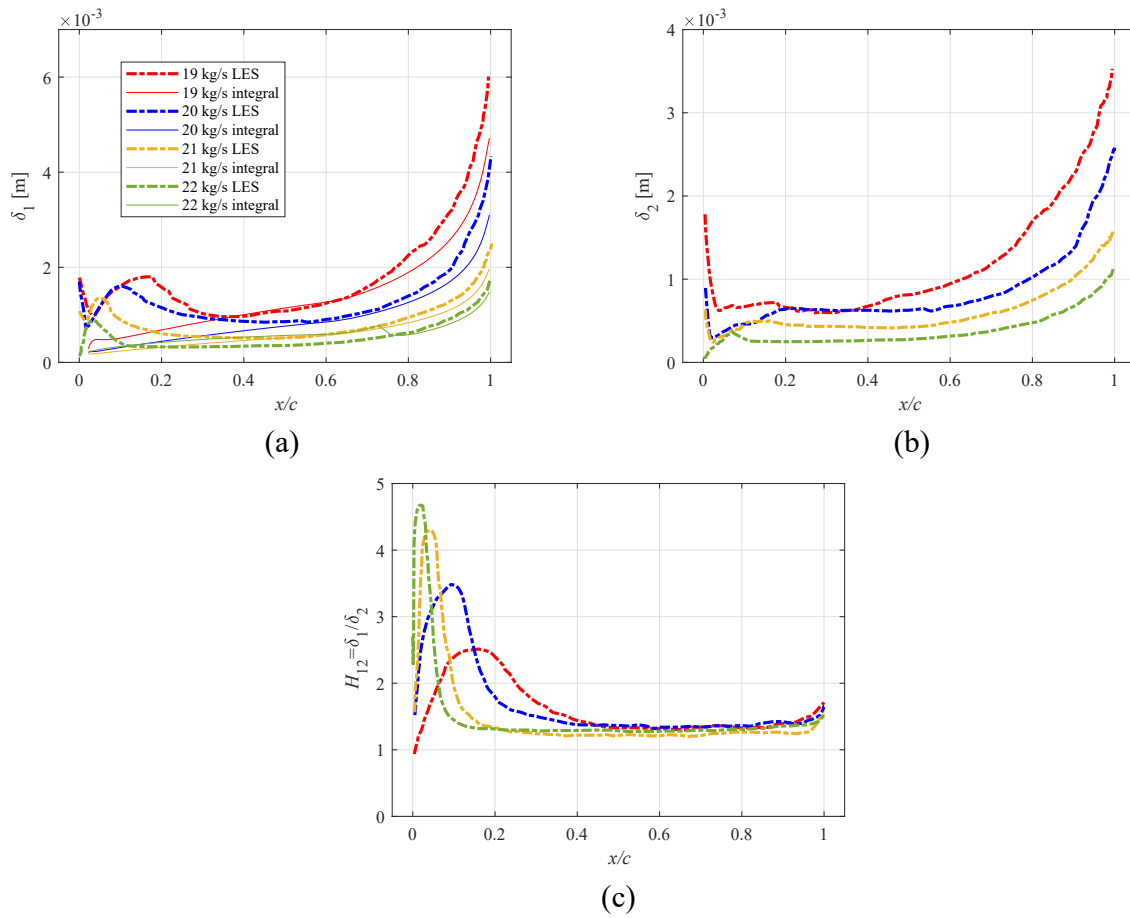 ×10⁻³
6
4
2
0
δ₁ [m]
19 kg/s LES
19 kg/s integral
20 kg/s LES
20 kg/s integral
21 kg/s LES
21 kg/s integral
22 kg/s LES
22 kg/s integral
0 0.2 0.4 0.6 0.8 1
x/c
(a)
×10⁻³
4
3
2
1
0
δ₂ [m]
0 0.2 0.4 0.6 0.8 1
x/c
(b)
5
4
3
2
1
0
H₁₂=δ₁/δ₂
0 0.2 0.4 0.6 0.8 1
x/c
(c)